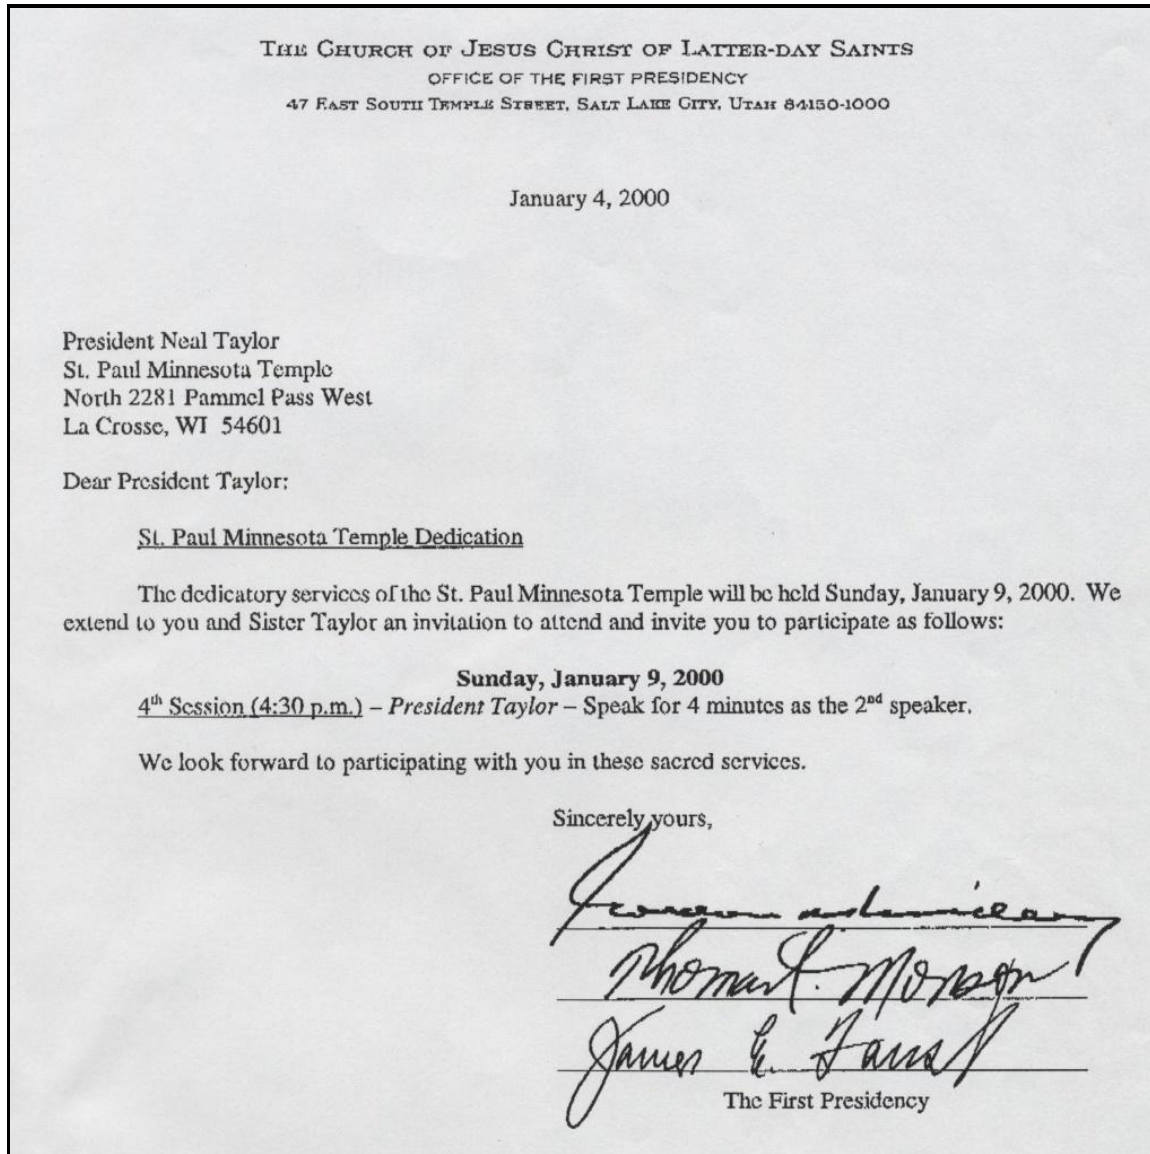 THE CHURCH OF JESUS CHRIST OF LATTER-DAY SAINTS
OFFICE OF THE FIRST PRESIDENCY
47 EAST SOUTH TEMPLE STREET, SALT LAKE CITY, UTAH 84150-1000
January 4, 2000
President Neal Taylor
St. Paul Minnesota Temple
North 2281 Pammel Pass West
La Crosse, WI 54601
Dear President Taylor:
St. Paul Minnesota Temple Dedication
The dedicatory services of the St. Paul Minnesota Temple will be held Sunday, January 9, 2000. We
extend to you and Sister Taylor an invitation to attend and invite you to participate as follows:
Sunday, January 9, 2000
4th Session (4:30 p.m.) – President Taylor – Speak for 4 minutes as the 2nd speaker.
We look forward to participating with you in these sacred services.
Sincerely yours,
Thomas S. Monson
James E. Faust
The First Presidency